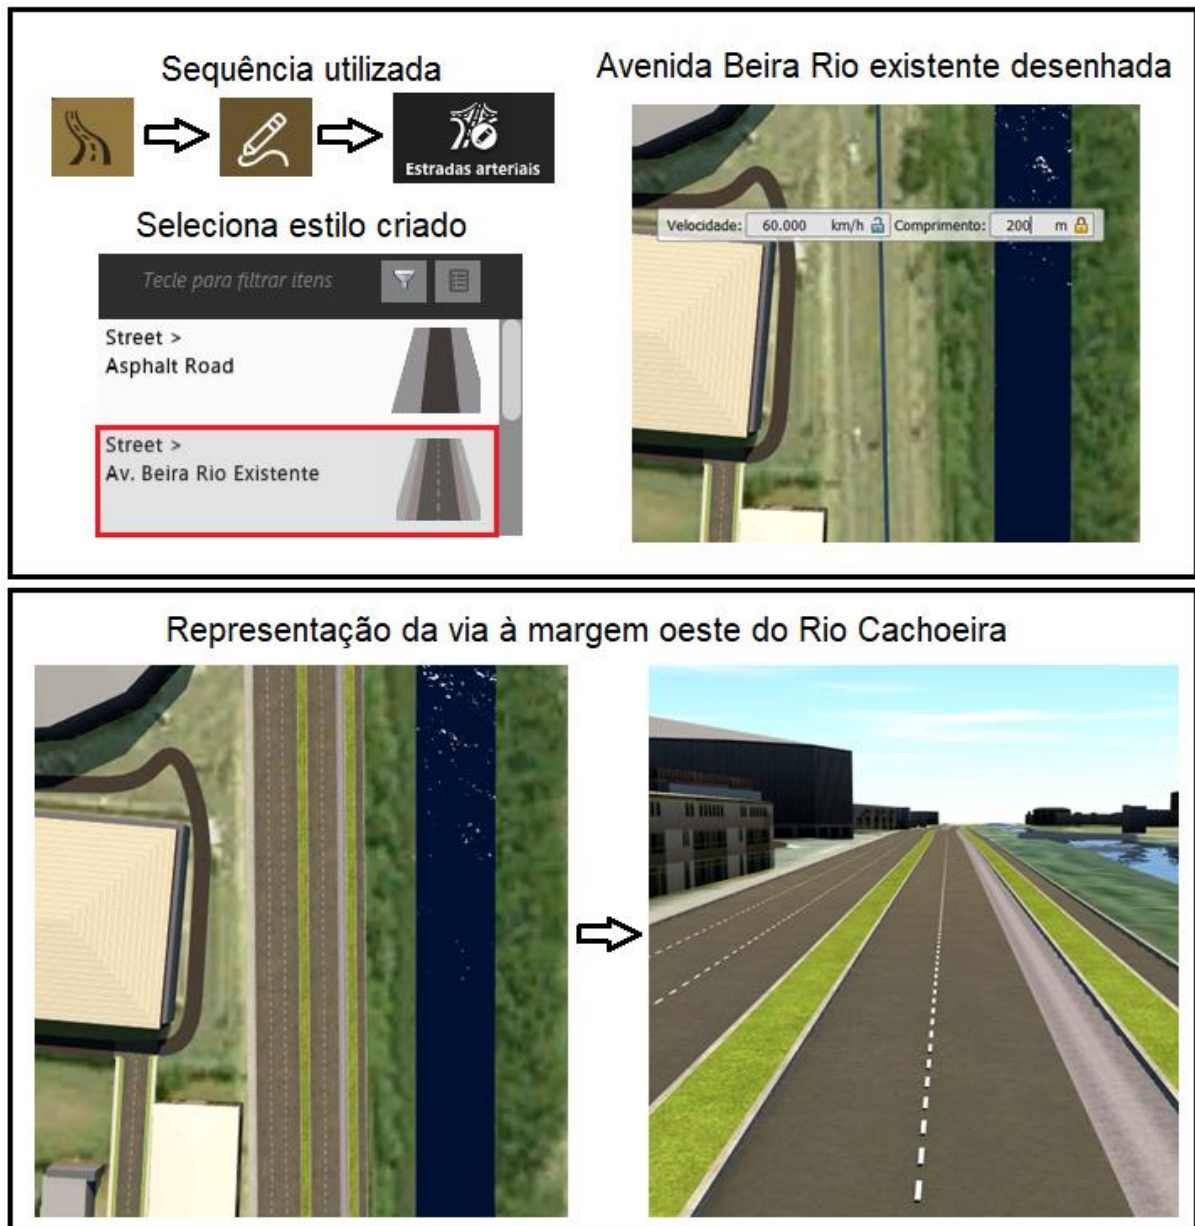 Sequência utilizada
Estradas arteriais
Seleciona estilo criado
Tecle para filtrar itens
Street >
Asphalt Road
Street >
Av. Beira Rio Existente
Avenida Beira Rio existente desenhada
Velocidade: 60.000 km/h Comprimento: 200 m
Representação da via à margem oeste do Rio Cachoeira